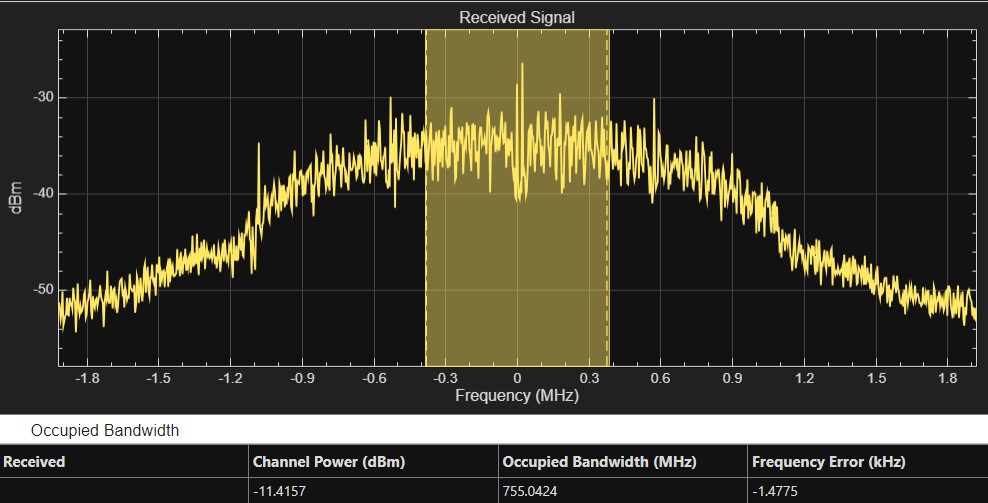 Received Signal
-30
-40
-50
dBm
-1.8 -1.5 -1.2 -0.9 -0.6 -0.3 0 0.3 0.6 0.9 1.2 1.5 1.8
Frequency (MHz)
Occupied Bandwidth
Received Channel Power (dBm) Occupied Bandwidth (MHz) Frequency Error (kHz)
-11.4157 755.0424 -1.4775